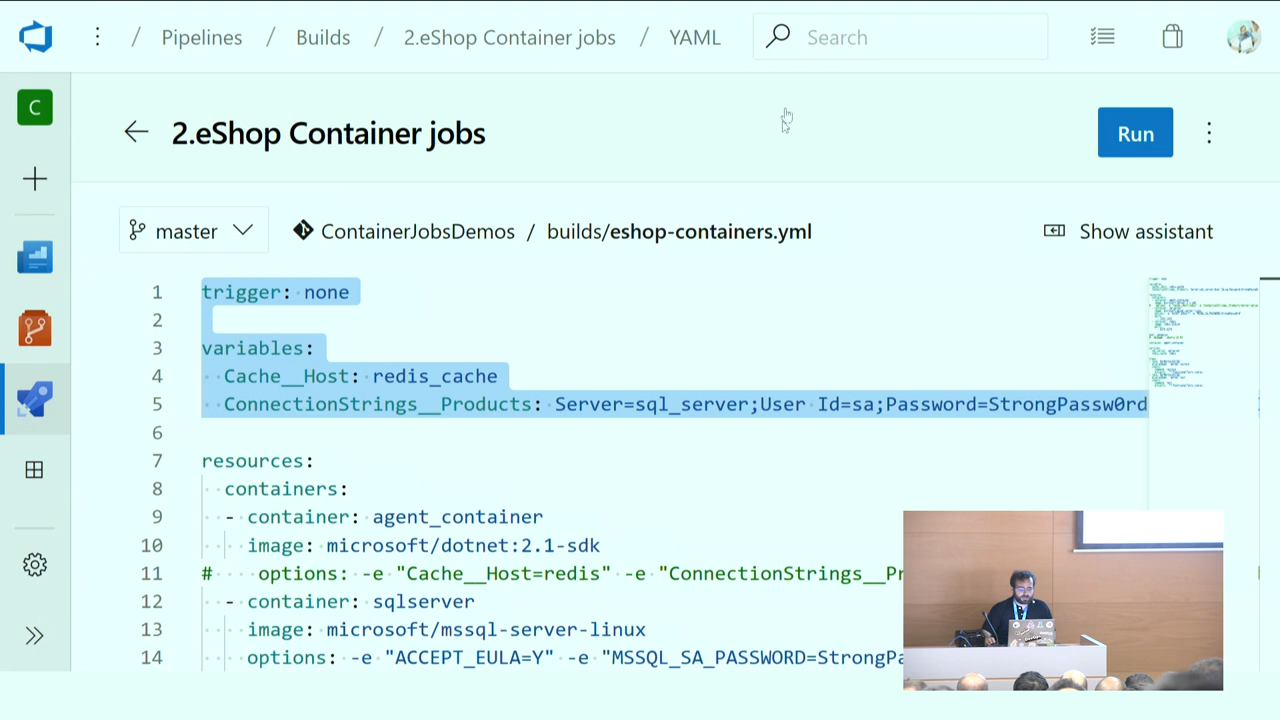 / Pipelines / Builds / 2.eShop Container jobs / YAML Search
C
2.eShop Container jobs Run
master ContainerJobsDemos / builds/eshop-containers.yml Show assistant
1 trigger: none
2
3 variables:
4 Cache__Host: redis_cache
5 ConnectionStrings__Products: Server=sql_server;User Id=sa;Password=StrongPassw0rd
6
7 resources:
8 containers:
9 - container: agent_container
10 image: microsoft/dotnet:2.1-sdk
11 # options: -e "Cache__Host=redis" -e "ConnectionStrings__Pr
12 - container: sqlserver
13 image: microsoft/mssql-server-linux
14 options: -e "ACCEPT_EULA=Y" -e "MSSQL_SA_PASSWORD=StrongPa